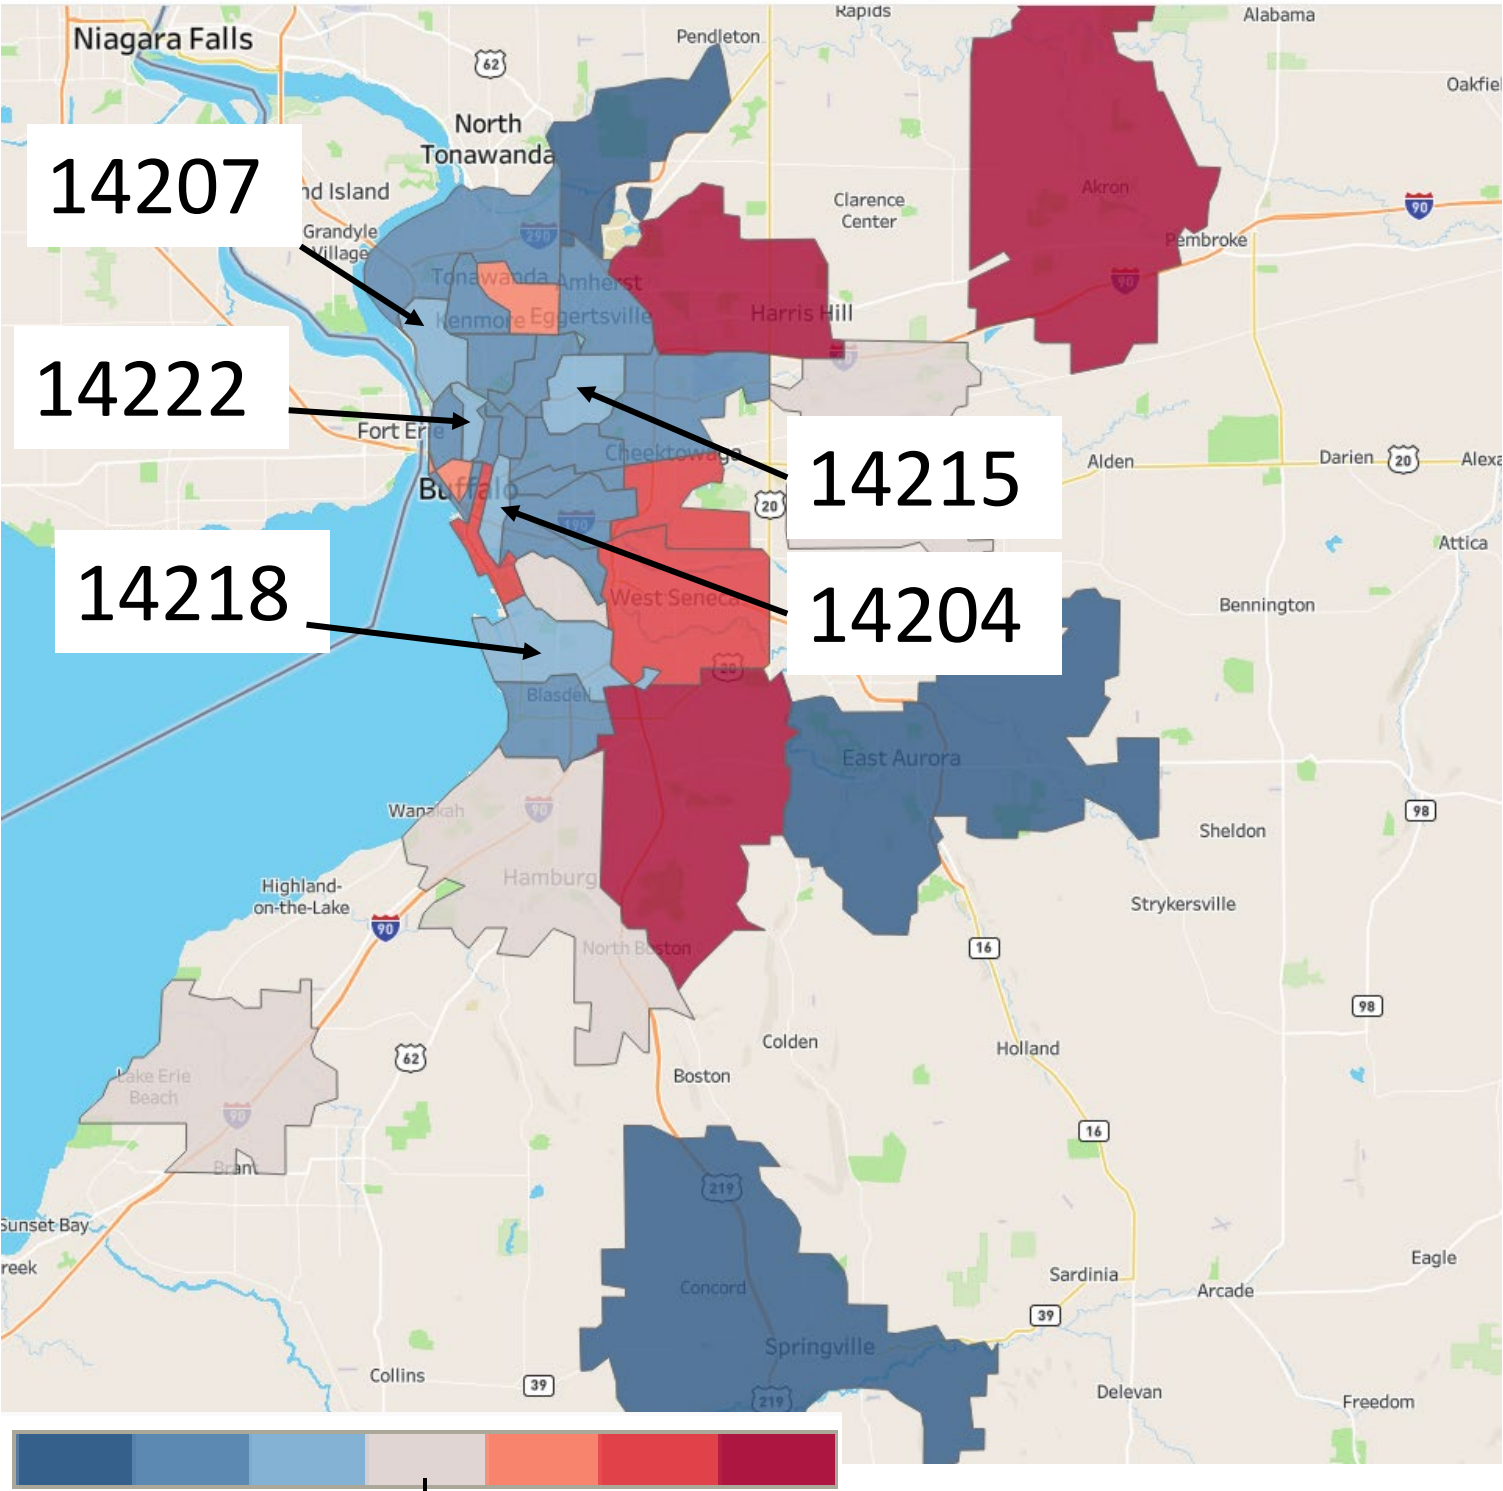 Rapids
Alabama
Niagara Falls
Pendleton
62
Oakfiel
North
Tonawanda
14207
nd Island
Akron
Clarence
Center
90
Grandyle
Village
290
Pembroke
Tonawanda
Amherst
90
Harris Hill
Kenmore
Eggertsville
14222
Fort Erie
Cheektowaga
14215
Alden
Darien
20
Alexa
Buffalo
20
190
Attica
14218
West Seneca
14204
Bennington
20
Blasdell
East Aurora
Wanakah
90
98
Sheldon
Hamburg
Highland-
on-the-Lake
Strykersville
90
North Boston
16
98
Colden
Holland
62
Boston
Lake Erie
Beach
90
16
Brant
219
Sunset Bay
reek
Eagle
Sardinia
Concord
Arcade
39
Springville
Collins
39
219
Delevan
Freedom